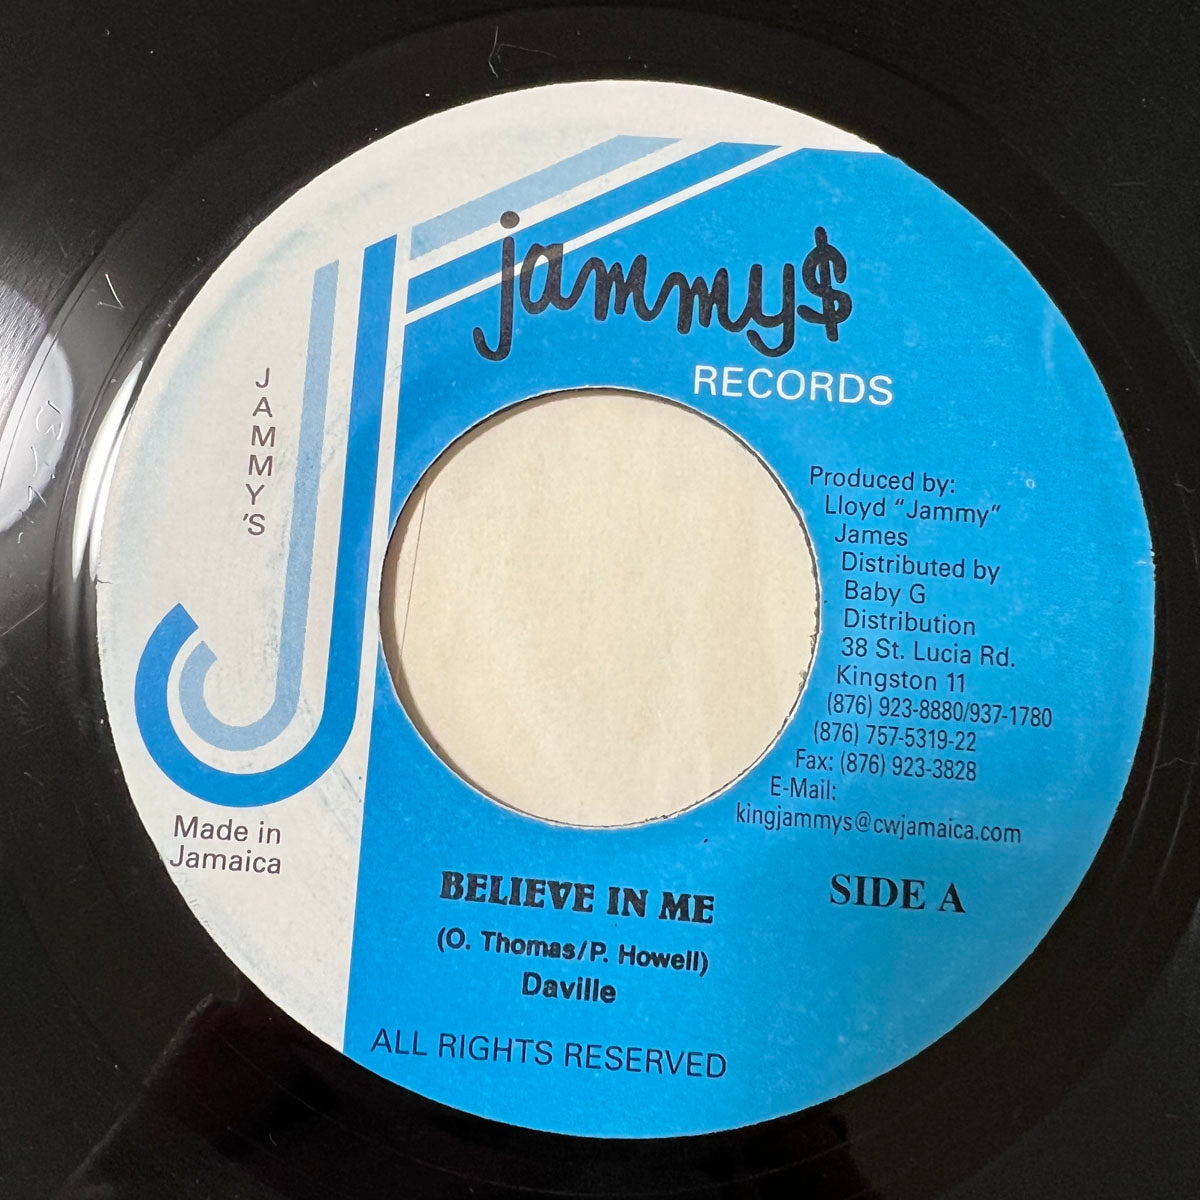 jammy$
RECORDS
J
A
M
M
Y
'S
Produced by:
Lloyd "Jammy"
James
Distributed by
Baby G
Distribution
38 St. Lucia Rd.
Kingston 11
(876) 923-8880/937-1780
(876) 757-5319-22
Fax: (876) 923-3828
E-Mail:
kingjammys@cwjamaica.com
Made in
Jamaica
BELIEVE IN ME
SIDE A
(O. Thomas/P. Howell)
Daville
ALL RIGHTS RESERVED